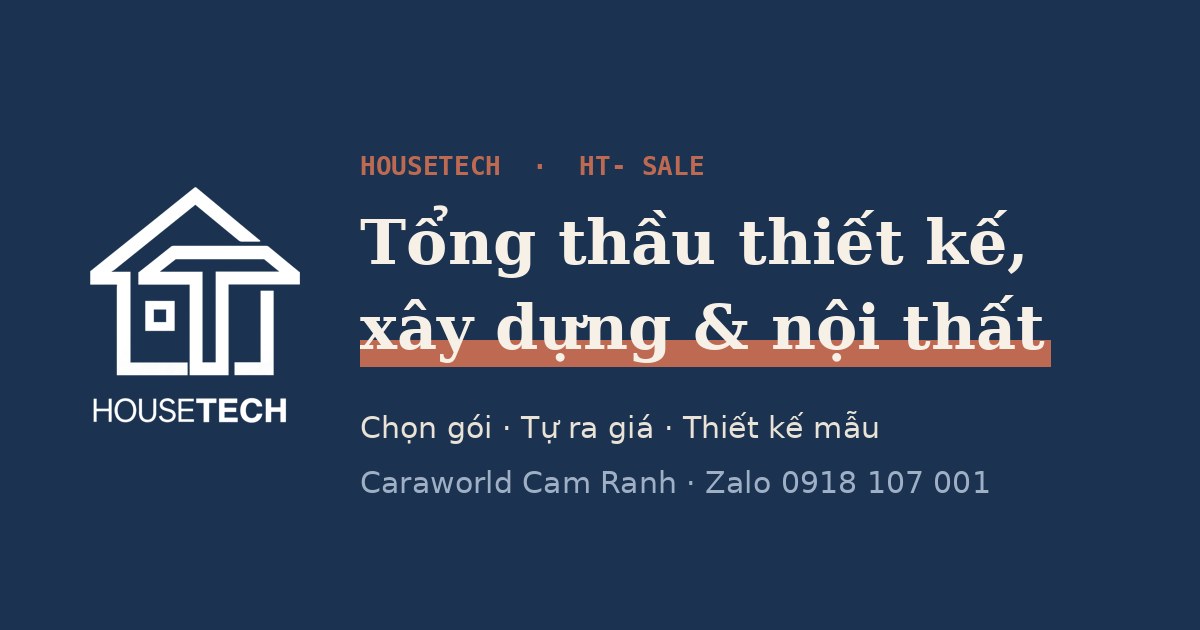 HOUSETECH
HOUSETECH · HT- SALE
Tổng thầu thiết kế,
xây dựng & nội thất
Chọn gói · Tự ra giá · Thiết kế mẫu
Caraworld Cam Ranh · Zalo 0918 107 001